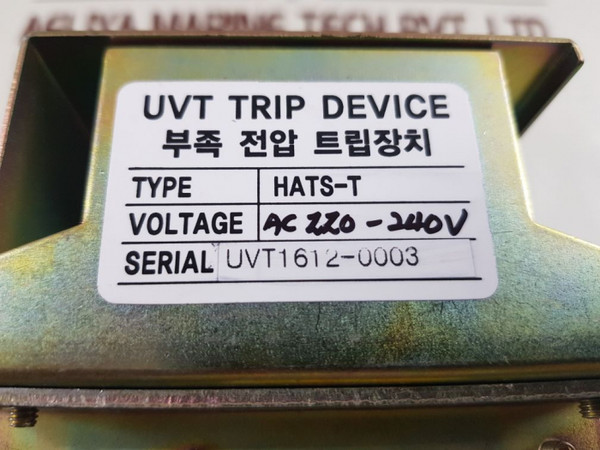 UVT TRIP DEVICE
부족 전압 트립장치
TYPE HATS-T
VOLTAGE AC 220-240V
SERIAL UVT1612-0003